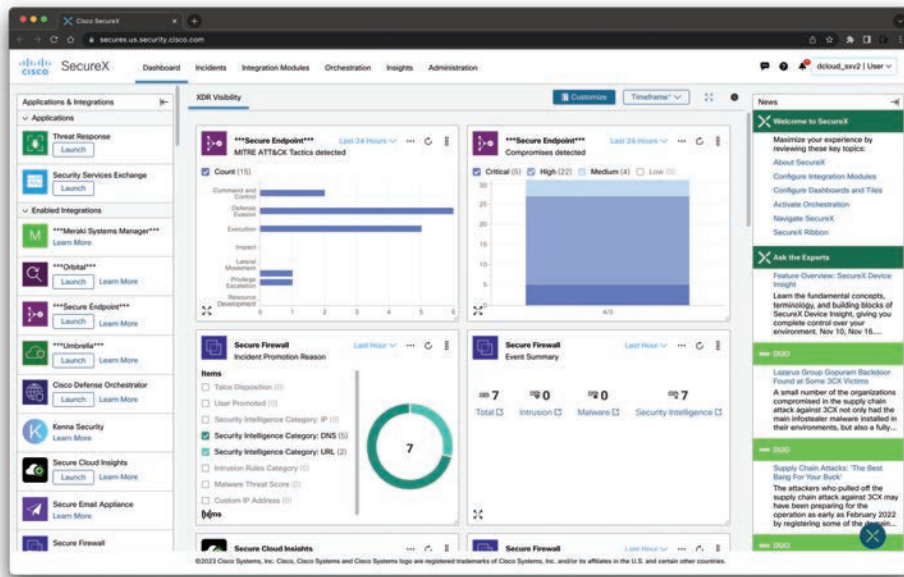 Cisco SecureX
securex.us.security.cisco.com
CISCO
SecureX
Dashboard
Incidents
Integration Modules
Orchestration
Insights
Administration
dcloud_sxv2 | User
Applications & Integrations
Applications
Threat Response
Launch
Security Services Exchange
Launch
Enabled Integrations
M
***Meraki Systems Manager***
Learn More
***Orbital***
Launch Learn More
***Secure Endpoint***
Launch Learn More
***Umbrella***
Launch Learn More
Cisco Defense Orchestrator
Launch Learn More
K
Kenna Security
Learn More
Secure Cloud Insights
Launch Learn More
Secure Email Appliance
Learn More
Secure Firewall
XDR Visibility
Customize
Timeframe
***Secure Endpoint***
MITRE ATT&CK Tactics detected
Last 24 Hours
Count (15)
Command and
Control
Defense
Evasion
Execution
Impact
Lateral
Movement
Privilege
Escalation
Resource
Development
0 1 2 3 4 5 6
***Secure Endpoint***
Compromises detected
Last 24 Hours
Critical (5) High (22) Medium (4) Low (0)
30
25
20
15
10
5
0
4/3
Secure Firewall
Incident Promotion Reason
Last Hour
Items
Talos Disposition (0)
User Promoted (0)
Security Intelligence Category: IP (0)
Security Intelligence Category: DNS (5)
Security Intelligence Category: URL (2)
Intrusion Rules Category (0)
Malware Threat Score (0)
Custom IP Address (0)
7
Secure Firewall
Event Summary
Last Hour
7 0 0 7
Total Intrusion Malware Security Intelligence
Secure Cloud Insights
Secure Firewall
Last Hour
News
Welcome to SecureX
Maximize your experience by
reviewing these key topics:
About SecureX
Configure Integration Modules
Configure Dashboards and Tiles
Activate Orchestration
Navigate SecureX
SecureX Ribbon
Ask the Experts
Feature Overview: SecureX Device
Insight
Learn the fundamental concepts,
terminology, and building blocks of
SecureX Device Insight, giving you
complete control over your
environment. Nov 10, Nov 16....
DUO
Lazarus Group Gopuram Backdoor
Found at Some 3CX Victims
A small number of the organizations
compromised in the supply chain
attack against 3CX not only had the
main infostealer malware installed in
their environments, but also a fully...
DUO
Supply Chain Attacks: 'The Best
Bang For Your Buck'
The attackers who pulled off the
supply chain attack against 3CX may
have been preparing for the
operation as early as February 2022
by registering some of the domain...
DUO
©2023 Cisco Systems, Inc. Cisco, Cisco Systems and Cisco Systems logo are registered trademarks of Cisco Systems, Inc. and/or its affiliates in the U.S. and certain other countries.